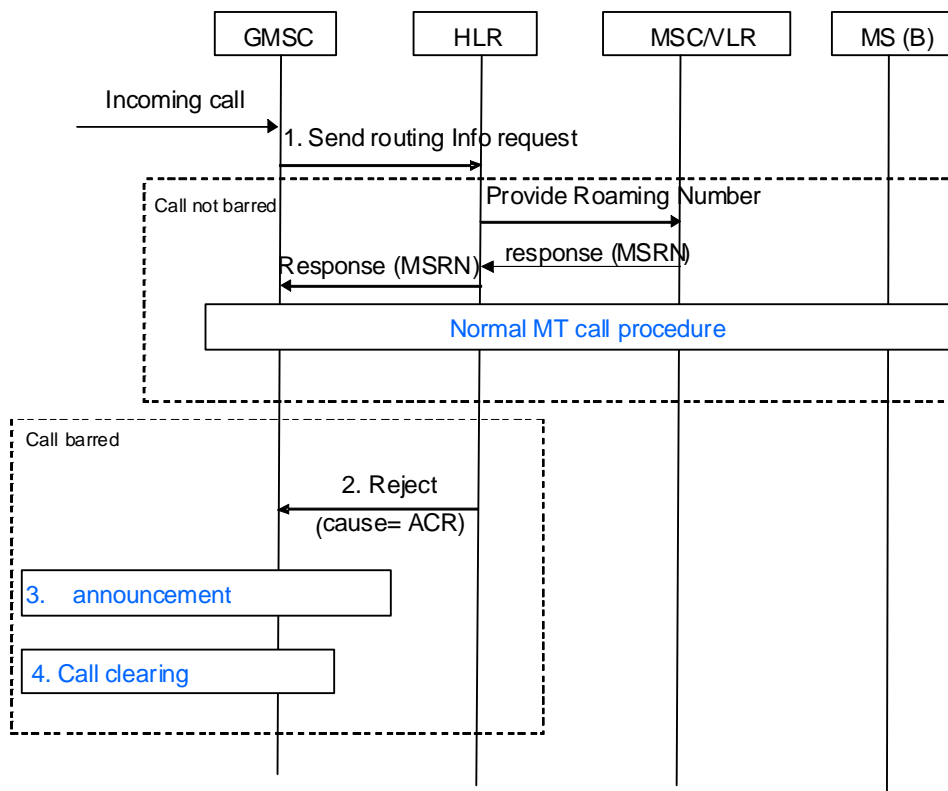 GMSC
HLR
MSC/VLR
MS (B)
Incoming call
1. Send routing Info request
Call not barred
Provide Roaming Number
response (MSRN)
Response (MSRN)
Normal MT call procedure
Call barred
2. Reject
(cause= ACR)
3. announcement
4. Call clearing